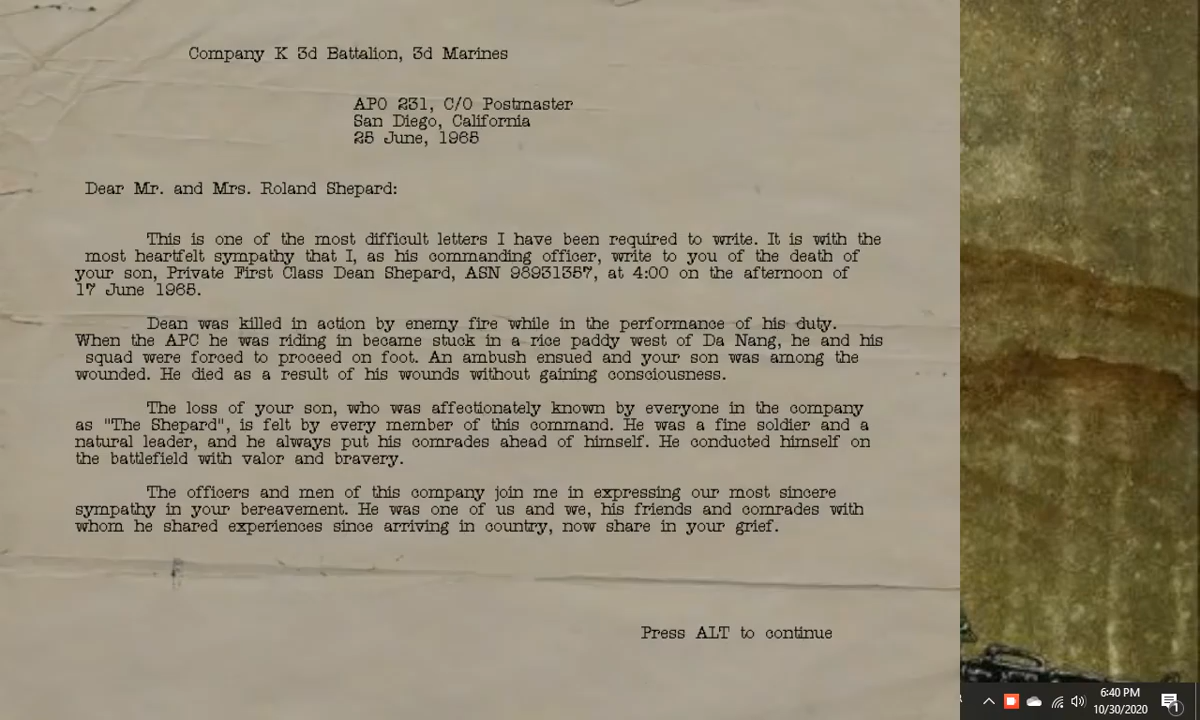 Company K 3d Battalion, 3d Marines
APO 231, C/O Postmaster
San Diego, California
25 June, 1965
Dear Mr. and Mrs. Roland Shepard:
This is one of the most difficult letters I have been required to write. It is with the
most heartfelt sympathy that I, as his commanding officer, write to you of the death of
your son, Private First Class Dean Shepard, ASN 98931357, at 4:00 on the afternoon of
17 June 1965.
Dean was killed in action by enemy fire while in the performance of his duty.
When the APC he was riding in became stuck in a rice paddy west of Da Nang, he and his
squad were forced to proceed on foot. An ambush ensued and your son was among the
wounded. He died as a result of his wounds without gaining consciousness.
The loss of your son, who was affectionately known by everyone in the company
as "The Shepard", is felt by every member of this command. He was a fine soldier and a
natural leader, and he always put his comrades ahead of himself. He conducted himself on
the battlefield with valor and bravery.
The officers and men of this company join me in expressing our most sincere
sympathy in your bereavement. He was one of us and we, his friends and comrades with
whom he shared experiences since arriving in country, now share in your grief.
Press ALT to continue
6:40 PM
10/30/2020
1